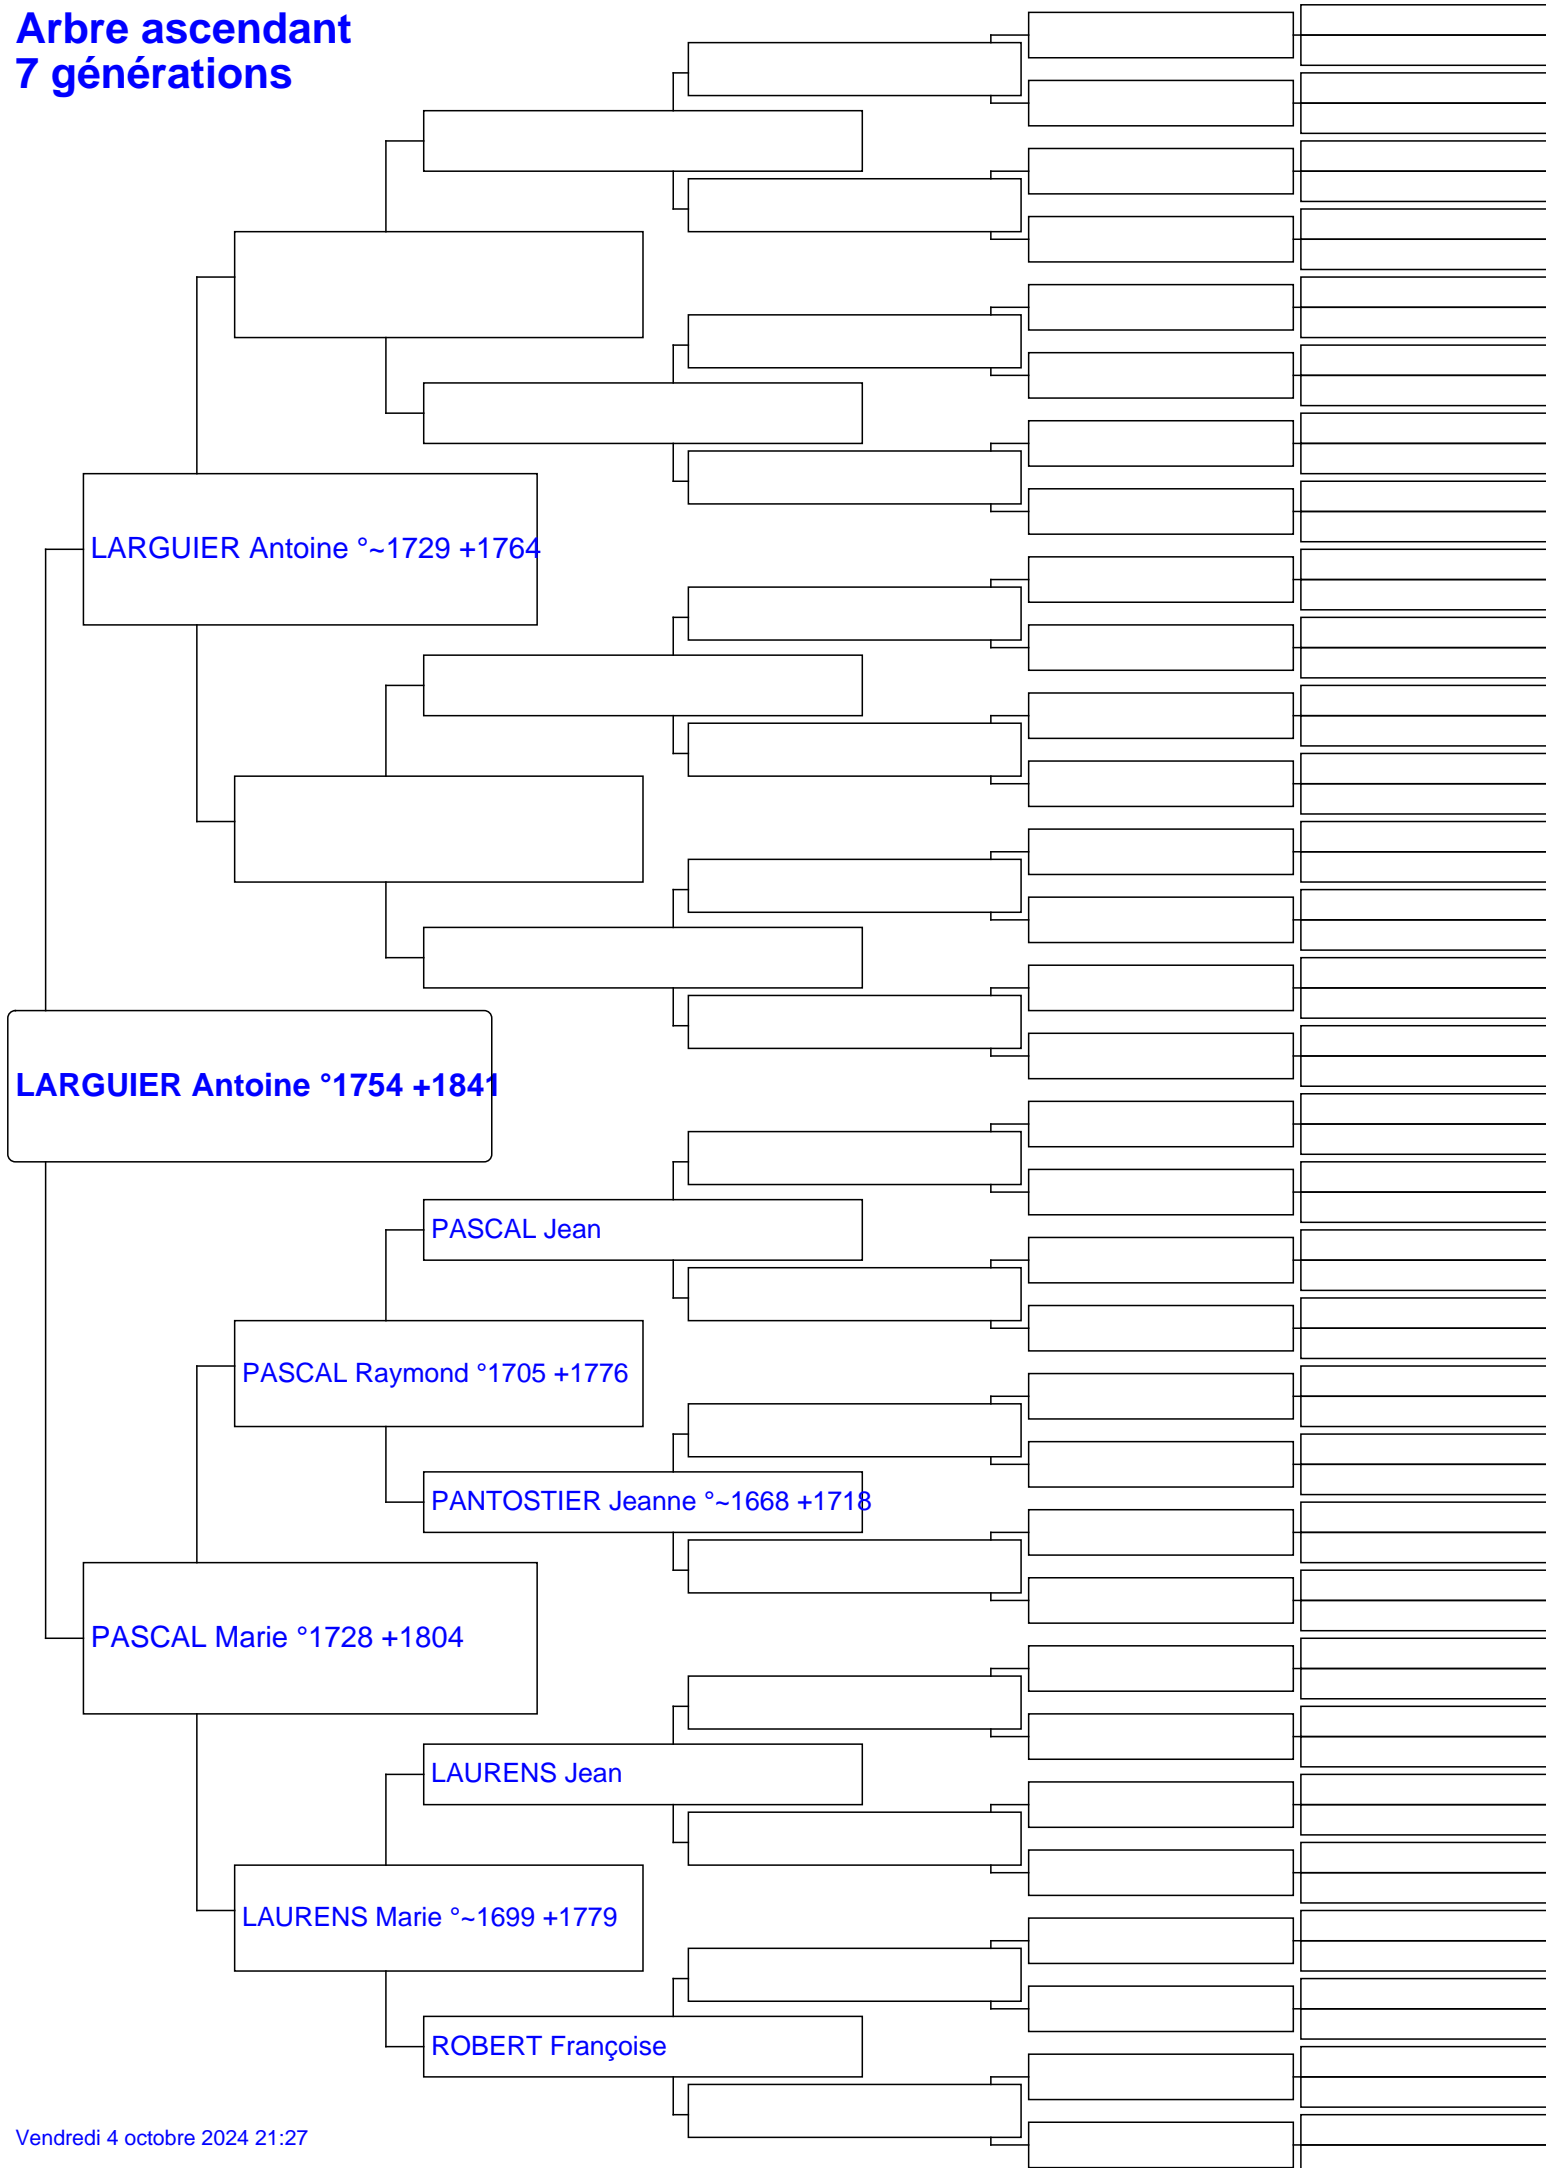 Arbre ascendant
7 générations
LARGUIER Antoine °~1729 +1764
LARGUIER Antoine °1754 +1841
PASCAL Jean
PASCAL Raymond °1705 +1776
PANTOSTIER Jeanne °~1668 +1718
PASCAL Marie °1728 +1804
LAURENS Jean
LAURENS Marie °~1699 +1779
ROBERT Françoise
Vendredi 4 octobre 2024 21:27